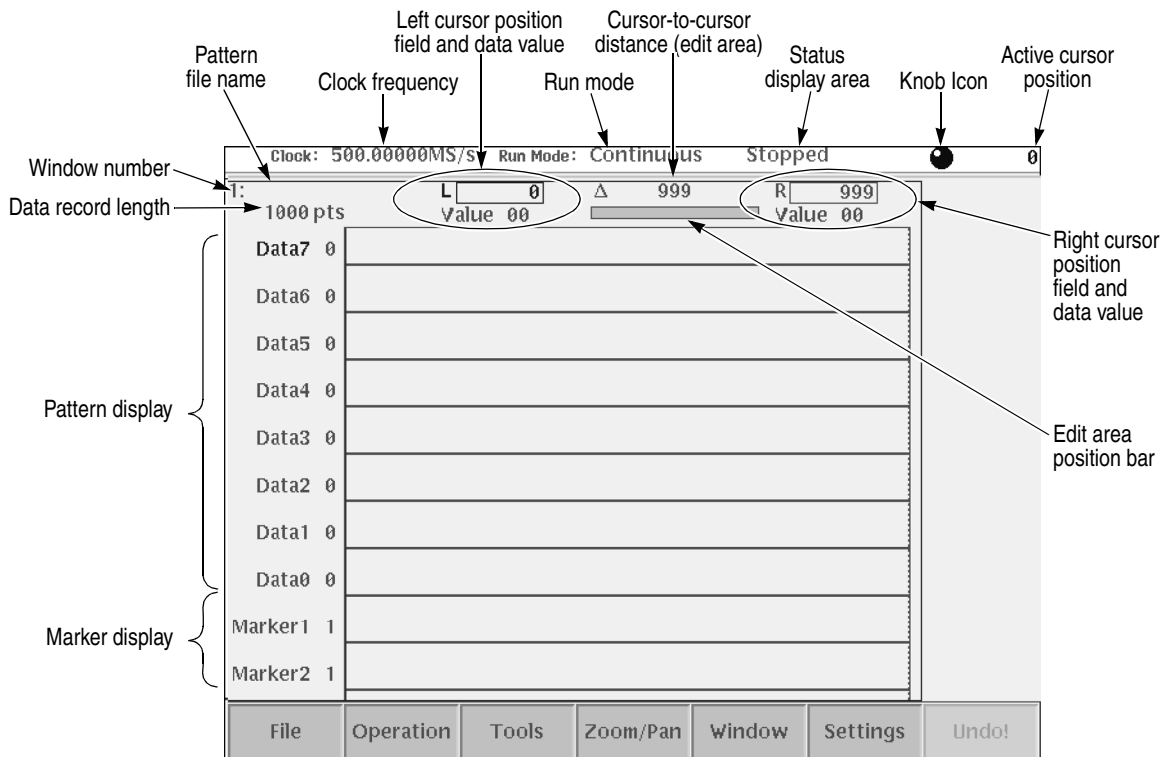 Left cursor position
field and data value
Cursor-to-cursor
distance (edit area)
Pattern
file name
Clock frequency
Run mode
Status
display area
Knob Icon
Active cursor
position
Window number
Data record length
Clock: 500.00000MS/s Run Mode: Continuous Stopped 0
1:
1000 pts
L 0
Value 00
Δ 999
R 999
Value 00
Right cursor
position
field and
data value
Data7 0
Data6 0
Data5 0
Data4 0
Data3 0
Data2 0
Data1 0
Data0 0
Pattern display
Edit area
position bar
Marker1 1
Marker2 1
Marker display
File Operation Tools Zoom/Pan Window Settings Undo!